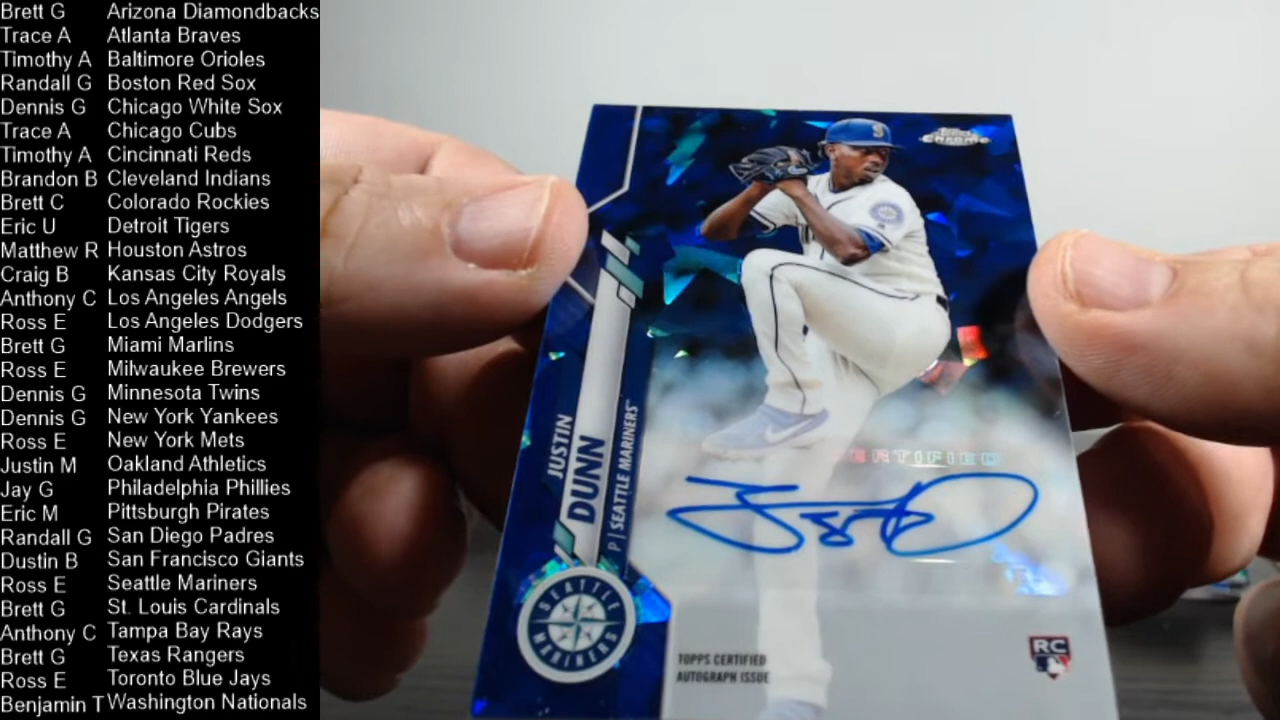 Brett G Arizona Diamondbacks
Trace A Atlanta Braves
Timothy A Baltimore Orioles
Randall G Boston Red Sox
Dennis G Chicago White Sox
Trace A Chicago Cubs
Timothy A Cincinnati Reds
Brandon B Cleveland Indians
Brett C Colorado Rockies
Eric U Detroit Tigers
Matthew R Houston Astros
Craig B Kansas City Royals
Anthony C Los Angeles Angels
Ross E Los Angeles Dodgers
Brett G Miami Marlins
Ross E Milwaukee Brewers
Dennis G Minnesota Twins
Dennis G New York Yankees
Ross E New York Mets
Justin M Oakland Athletics
Jay G Philadelphia Phillies
Eric M Pittsburgh Pirates
Randall G San Diego Padres
Dustin B San Francisco Giants
Ross E Seattle Mariners
Brett G St. Louis Cardinals
Anthony C Tampa Bay Rays
Brett G Texas Rangers
Ross E Toronto Blue Jays
Benjamin T Washington Nationals
Topps
CHROME
S
JUSTIN
DUNN
P | SEATTLE MARINERS™
CERTIFIED
SEATTLE
MARINERS
TOPPS CERTIFIED
AUTOGRAPH ISSUE
RC